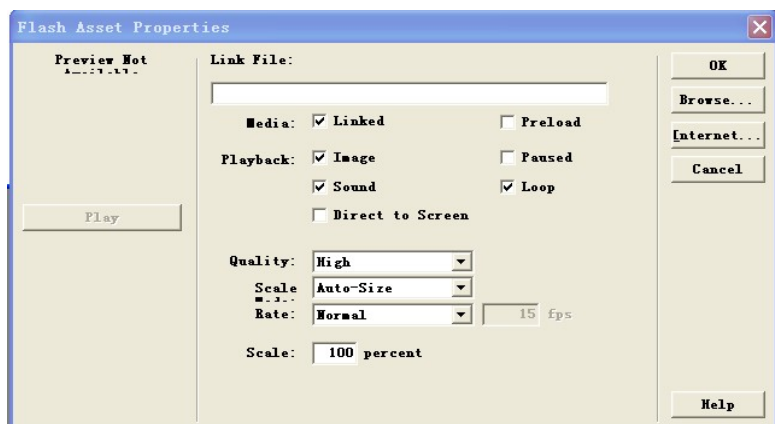 Flash Asset Properties
Preview Not
Link File:
OK
Browse...
Media: Linked Preload
Internet...
Playback: Image Paused
Cancel
Sound Loop
Play
Direct to Screen
Quality: High
Scale Auto-Size
Rate: Normal 15 fps
Scale: 100 percent
Help